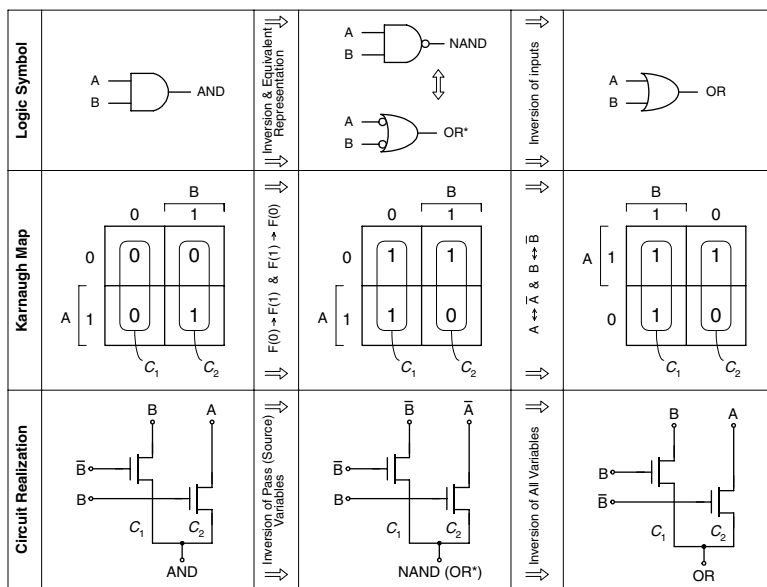 Logic Symbol
A
B
AND
Inversion & Equivalent
Representation
A
B
NAND
A
B
OR*
Inversion of inputs
A
B
OR
Karnaugh Map
B
0 1
0 0 0
A 1 0 1
C1 C2
F(0)→F(1) & F(1)→F(0)
B
0 1
0 1 1
A 1 1 0
C1 C2
A↔A̅ & B↔B̅
B
1 0
A 1 1 1
0 1 0
C1 C2
Circuit Realization
B A
B̅
B
C1 C2
AND
Inversion of Pass (Source)
Variables
B̅ A̅
B̅
B
C1 C2
NAND (OR*)
Inversion of All Variables
B A
B
B̅
C1 C2
OR